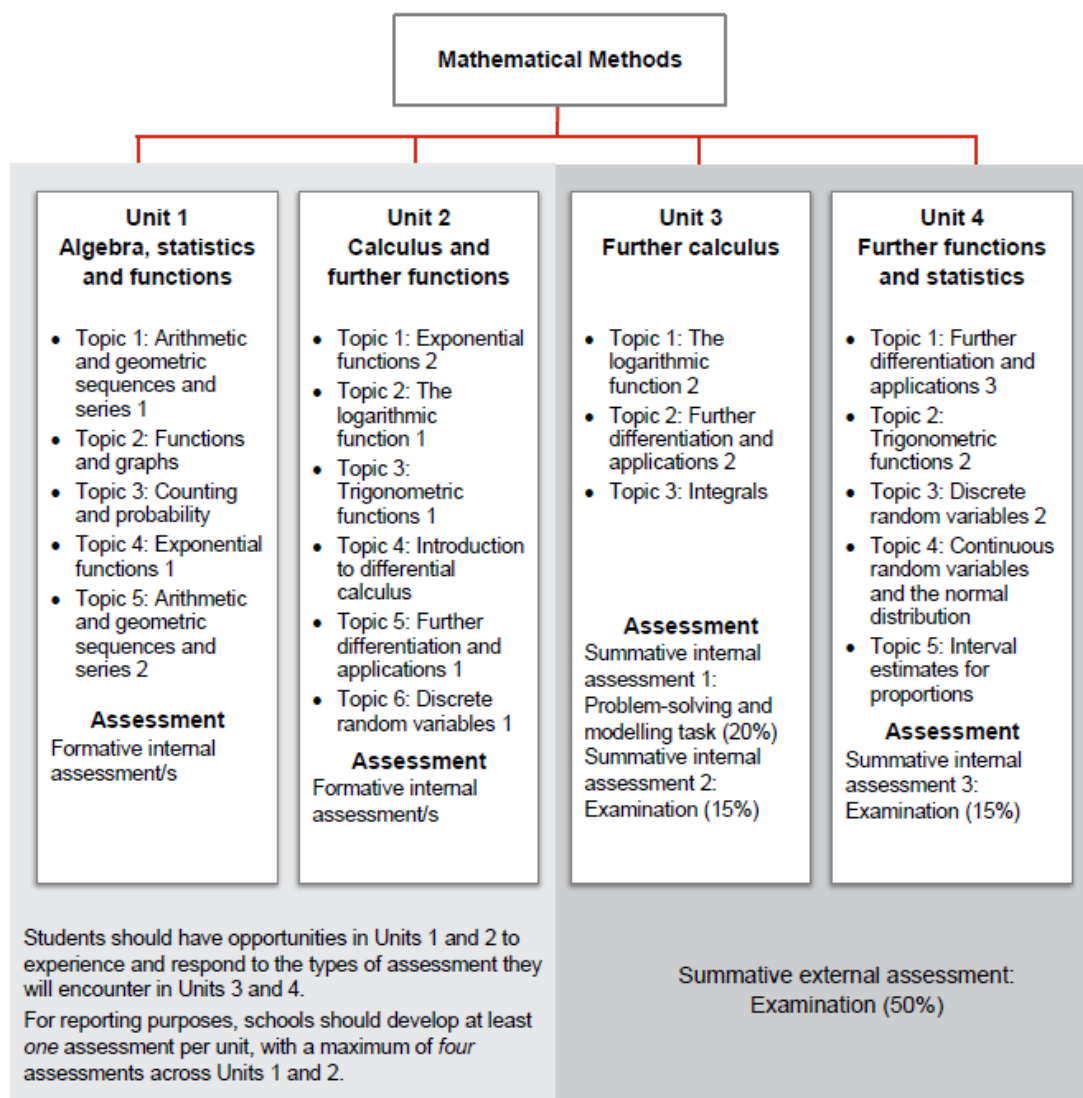 Mathematical Methods
Unit 1
Algebra, statistics
and functions
• Topic 1: Arithmetic
and geometric
sequences and
series 1
• Topic 2: Functions
and graphs
• Topic 3: Counting
and probability
• Topic 4: Exponential
functions 1
• Topic 5: Arithmetic
and geometric
sequences and
series 2
Assessment
Formative internal
assessment/s
Unit 2
Calculus and
further functions
• Topic 1: Exponential
functions 2
• Topic 2: The
logarithmic
function 1
• Topic 3:
Trigonometric
functions 1
• Topic 4: Introduction
to differential
calculus
• Topic 5: Further
differentiation and
applications 1
• Topic 6: Discrete
random variables 1
Assessment
Formative internal
assessment/s
Unit 3
Further calculus
• Topic 1: The
logarithmic
function 2
• Topic 2: Further
differentiation and
applications 2
• Topic 3: Integrals
Assessment
Summative internal
assessment 1:
Problem-solving and
modelling task (20%)
Summative internal
assessment 2:
Examination (15%)
Unit 4
Further functions
and statistics
• Topic 1: Further
differentiation and
applications 3
• Topic 2:
Trigonometric
functions 2
• Topic 3: Discrete
random variables 2
• Topic 4: Continuous
random variables
and the normal
distribution
• Topic 5: Interval
estimates for
proportions
Assessment
Summative internal
assessment 3:
Examination (15%)
Students should have opportunities in Units 1 and 2 to
experience and respond to the types of assessment they
will encounter in Units 3 and 4.
For reporting purposes, schools should develop at least
one assessment per unit, with a maximum of four
assessments across Units 1 and 2.
Summative external assessment:
Examination (50%)